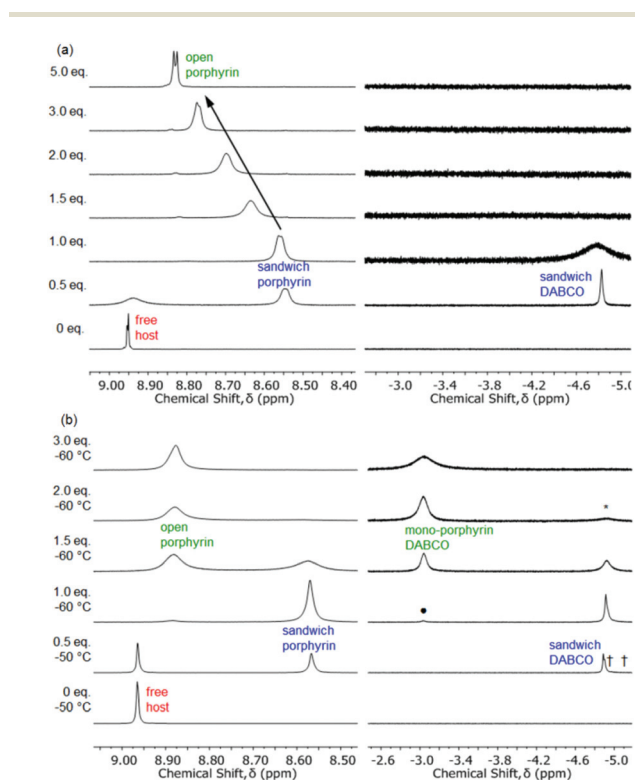 (a)
open
porphyrin
5.0 eq.
3.0 eq.
2.0 eq.
1.5 eq.
1.0 eq.
sandwich
porphyrin
sandwich
DABCO
0.5 eq.
free
host
0 eq.
9.00 8.90 8.80 8.70 8.60 8.50 8.40 -3.0 -3.4 -3.8 -4.2 -4.6 -5.0
Chemical Shift, δ (ppm) Chemical Shift, δ (ppm)
(b)
3.0 eq.
-60 °C
2.0 eq.
-60 °C
*
open
porphyrin
mono-porphyrin
DABCO
1.5 eq.
-60 °C
1.0 eq.
-60 °C
•
sandwich
porphyrin
sandwich
DABCO † †
0.5 eq.
-50 °C
free
host
0 eq.
-50 °C
9.00 8.90 8.80 8.70 8.60 8.50 8.40 -2.6 -3.0 -3.4 -3.8 -4.2 -4.6 -5.0
Chemical Shift, δ (ppm) Chemical Shift, δ (ppm)